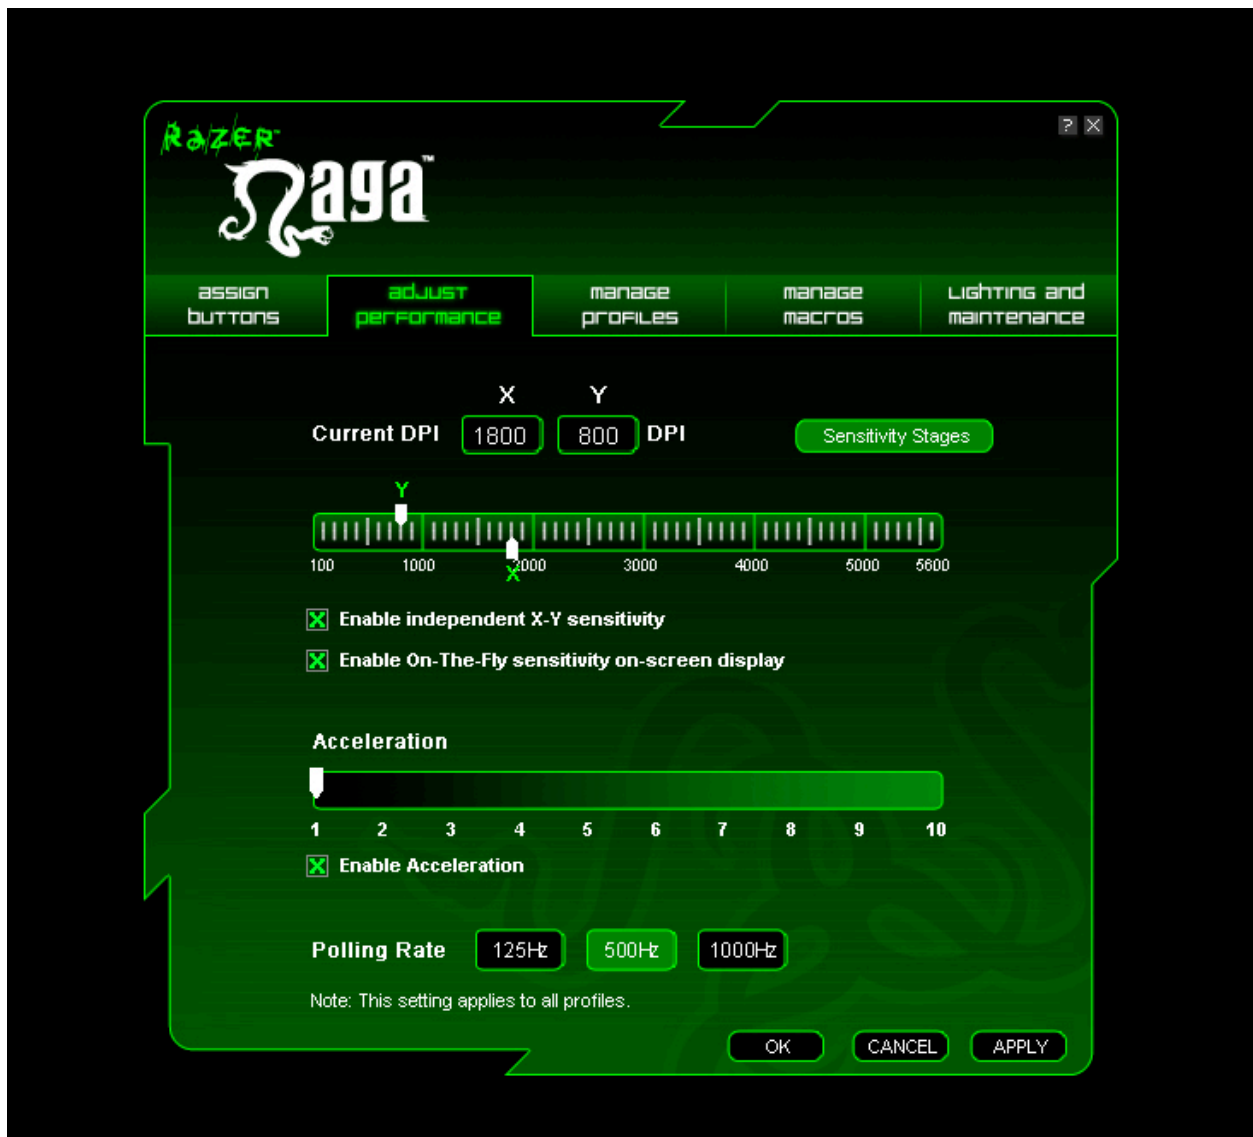 RAZER™
Naga™
? X
assign buttons
adjust performance
manage profiles
manage macros
Lighting and maintenance
X Y
Current DPI 1800 800 DPI Sensitivity Stages
Y
100 1000 2000 3000 4000 5000 5600
X
Enable independent X-Y sensitivity
Enable On-The-Fly sensitivity on-screen display
Acceleration
1 2 3 4 5 6 7 8 9 10
Enable Acceleration
Polling Rate 125Hz 500Hz 1000Hz
Note: This setting applies to all profiles.
OK CANCEL APPLY